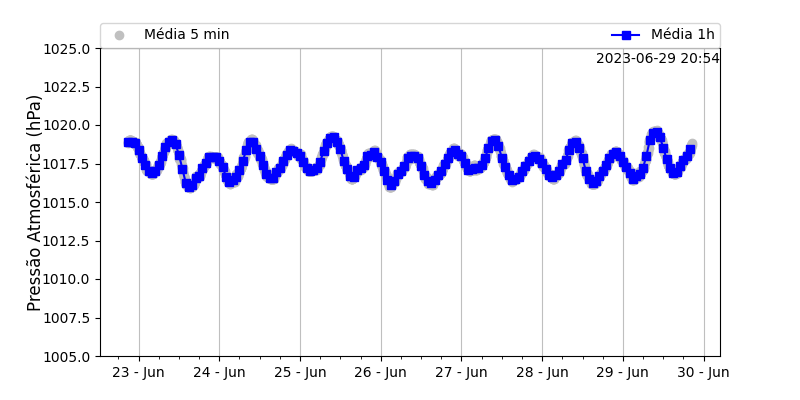 Média 5 min
Média 1h
2023-06-29 20:54
Pressão Atmosférica (hPa)
1025.0
1022.5
1020.0
1017.5
1015.0
1012.5
1010.0
1007.5
1005.0
23 - Jun
24 - Jun
25 - Jun
26 - Jun
27 - Jun
28 - Jun
29 - Jun
30 - Jun